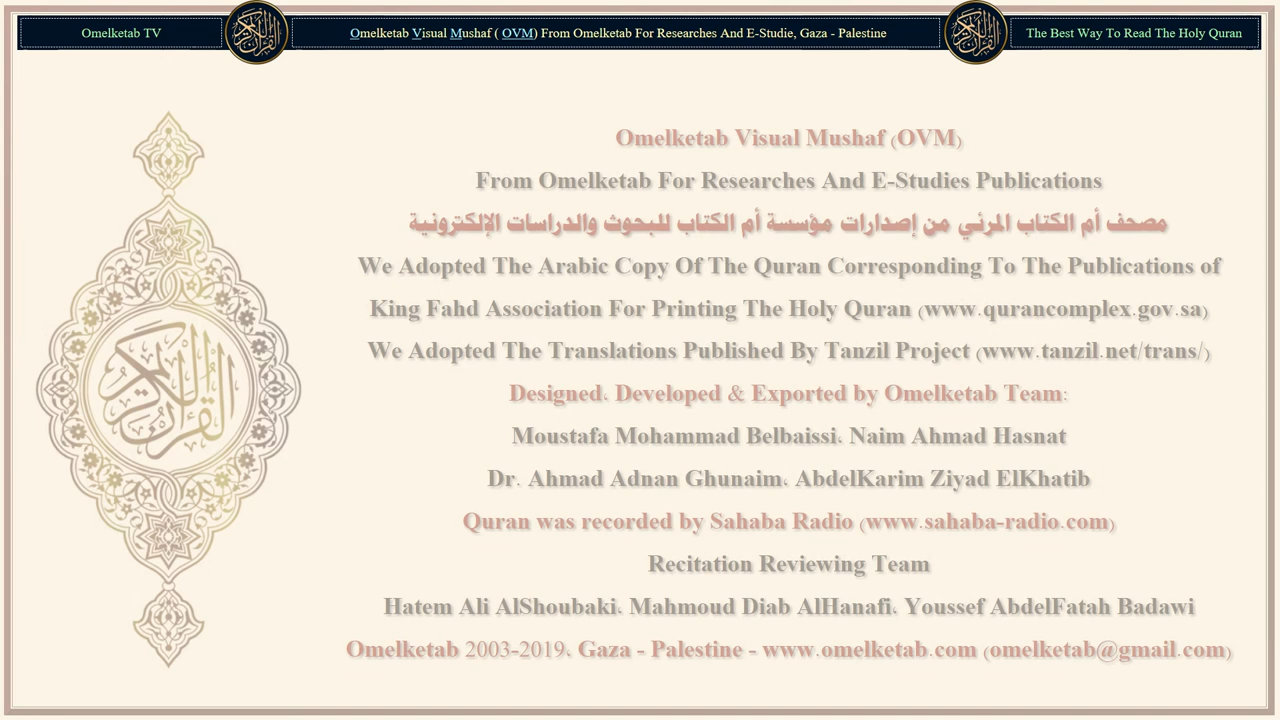 Omelketab TV
Omelketab Visual Mushaf ( OVM) From Omelketab For Researches And E-Studie, Gaza - Palestine
The Best Way To Read The Holy Quran
Omelketab Visual Mushaf (OVM)
From Omelketab For Researches And E-Studies Publications
مصحف أم الكتاب المرئي من إصدارات مؤسسة أم الكتاب للبحوث والدراسات الإلكترونية
We Adopted The Arabic Copy Of The Quran Corresponding To The Publications of
King Fahd Association For Printing The Holy Quran (www.qurancomplex.gov.sa)
We Adopted The Translations Published By Tanzil Project (www.tanzil.net/trans/)
Designed، Developed & Exported by Omelketab Team:
Moustafa Mohammad Belbaissi، Naim Ahmad Hasnat
Dr. Ahmad Adnan Ghunaim، AbdelKarim Ziyad ElKhatib
Quran was recorded by Sahaba Radio (www.sahaba-radio.com)
Recitation Reviewing Team
Hatem Ali AlShoubaki، Mahmoud Diab AlHanafi، Youssef AbdelFatah Badawi
Omelketab 2003-2019، Gaza - Palestine - www.omelketab.com (omelketab@gmail.com)
القرآن الكريم